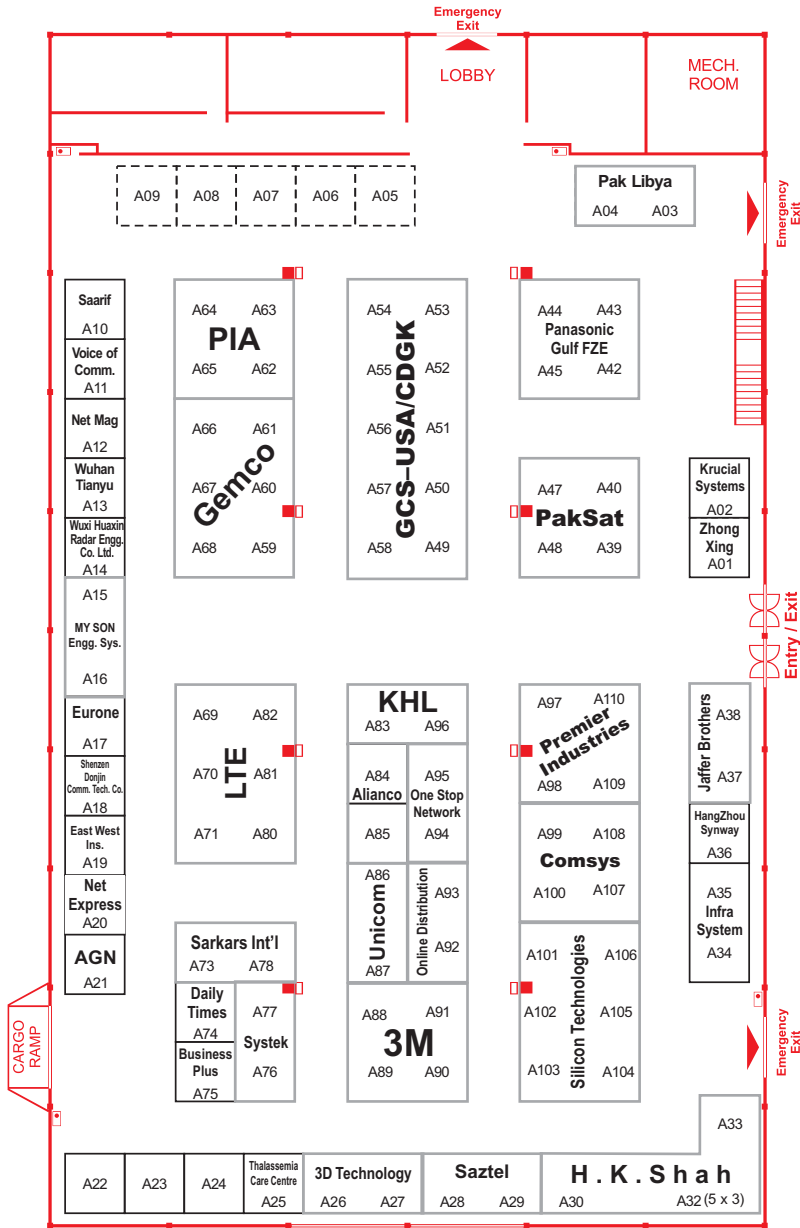 Emergency
Exit
LOBBY
MECH.
ROOM
A09
A08
A07
A06
A05
Pak Libya
A04
A03
Emergency
Exit
Saarif
A10
Voice of
Comm.
A11
Net Mag
A12
Wuhan
Tianyu
A13
Wuxi Huaxin
Radar Engg.
Co. Ltd.
A14
A15
MY SON
Engg. Sys.
A16
Eurone
A17
Shenzen
Donjin
Comm. Tech. Co.
A18
East West
Ins.
A19
Net
Express
A20
AGN
A21
A64
A63
PIA
A65
A62
A66
A61
Gemco
A67
A60
A68
A59
A54
A53
A55
A52
GCS–USA/CDGK
A56
A51
A57
A50
A58
A49
A44
A43
Panasonic
Gulf FZE
A45
A42
A47
A40
PakSat
A48
A39
Krucial
Systems
A02
Zhong
Xing
A01
Entry / Exit
A69
A82
LTE
A70
A81
A71
A80
KHL
A83
A96
A84
Alianco
A85
A95
One Stop
Network
A94
A86
Unicom
A87
A93
Online Distribution
A92
A88
A91
3M
A89
A90
A97
A110
Premier
Industries
A98
A109
A99
A108
Comsys
A100
A107
A101
A106
Silicon Technologies
A102
A105
A103
A104
A38
Jaffer Brothers
A37
HangZhou
Synway
A36
A35
Infra
System
A34
Sarkars Int'l
A73
A78
Daily
Times
A74
Business
Plus
A75
A77
Systek
A76
CARGO
RAMP
Emergency
Exit
A22
A23
A24
Thalassemia
Care Centre
A25
3D Technology
A26
A27
Saztel
A28
A29
A33
H.K.Shah
A30
A32 (5 x 3)